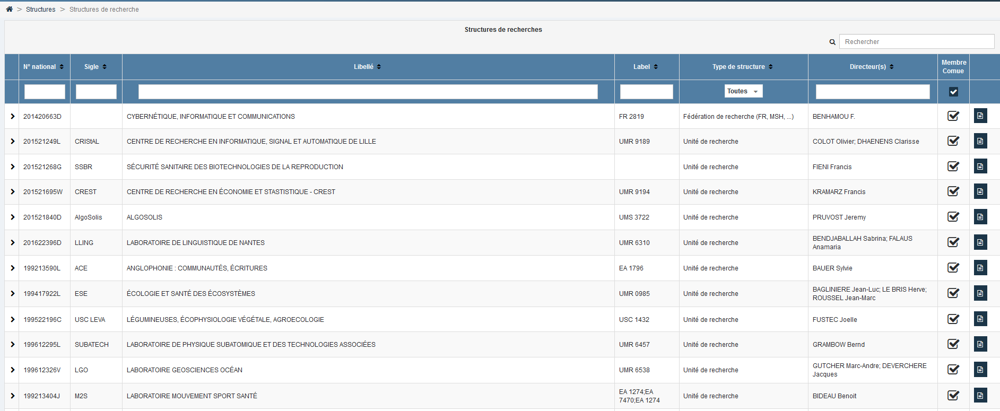 > Structures > Structures de recherche
Structures de recherches
Rechercher
N° national Sigle Libellé Label Type de structure Directeur(s) Membre Comue
Toutes
201420663D CYBERNÉTIQUE, INFORMATIQUE ET COMMUNICATIONS FR 2819 Fédération de recherche (FR, MSH, ...) BENHAMOU F.
201521249L CRIStAL CENTRE DE RECHERCHE EN INFORMATIQUE, SIGNAL ET AUTOMATIQUE DE LILLE UMR 9189 Unité de recherche COLOT Olivier; DHAENENS Clarisse
201521268G SSBR SÉCURITÉ SANITAIRE DES BIOTECHNOLOGIES DE LA REPRODUCTION Unité de recherche FIENI Francis
201521695W CREST CENTRE DE RECHERCHE EN ÉCONOMIE ET STASTISTIQUE - CREST UMR 9194 Unité de recherche KRAMARZ Francis
201521840D AlgoSolis ALGOSOLIS UMS 3722 Unité de recherche PRUVOST Jeremy
201622396D LLING LABORATOIRE DE LINGUISTIQUE DE NANTES UMR 6310 Unité de recherche BENDJABALLAH Sabrina; FALAUS Anamaria
199213590L ACE ANGLOPHONIE : COMMUNAUTÉS, ÉCRITURES EA 1796 Unité de recherche BAUER Sylvie
199417922L ESE ÉCOLOGIE ET SANTÉ DES ÉCOSYSTÈMES UMR 0985 Unité de recherche BAGLINIERE Jean-Luc; LE BRIS Herve; ROUSSEL Jean-Marc
199522196C USC LEVA LÉGUMINEUSES, ÉCOPHYSIOLOGIE VÉGÉTALE, AGROECOLOGIE USC 1432 Unité de recherche FUSTEC Joelle
199612295L SUBATECH LABORATOIRE DE PHYSIQUE SUBATOMIQUE ET DES TECHNOLOGIES ASSOCIÉES UMR 6457 Unité de recherche GRAMBOW Bernd
199612326V LGO LABORATOIRE GEOSCIENCES OCÉAN UMR 6538 Unité de recherche GUTCHER Marc-Andre; DEVERCHERE Jacques
199213404J M2S LABORATOIRE MOUVEMENT SPORT SANTÉ EA 1274;EA 7470;EA 1274 Unité de recherche BIDEAU Benoit